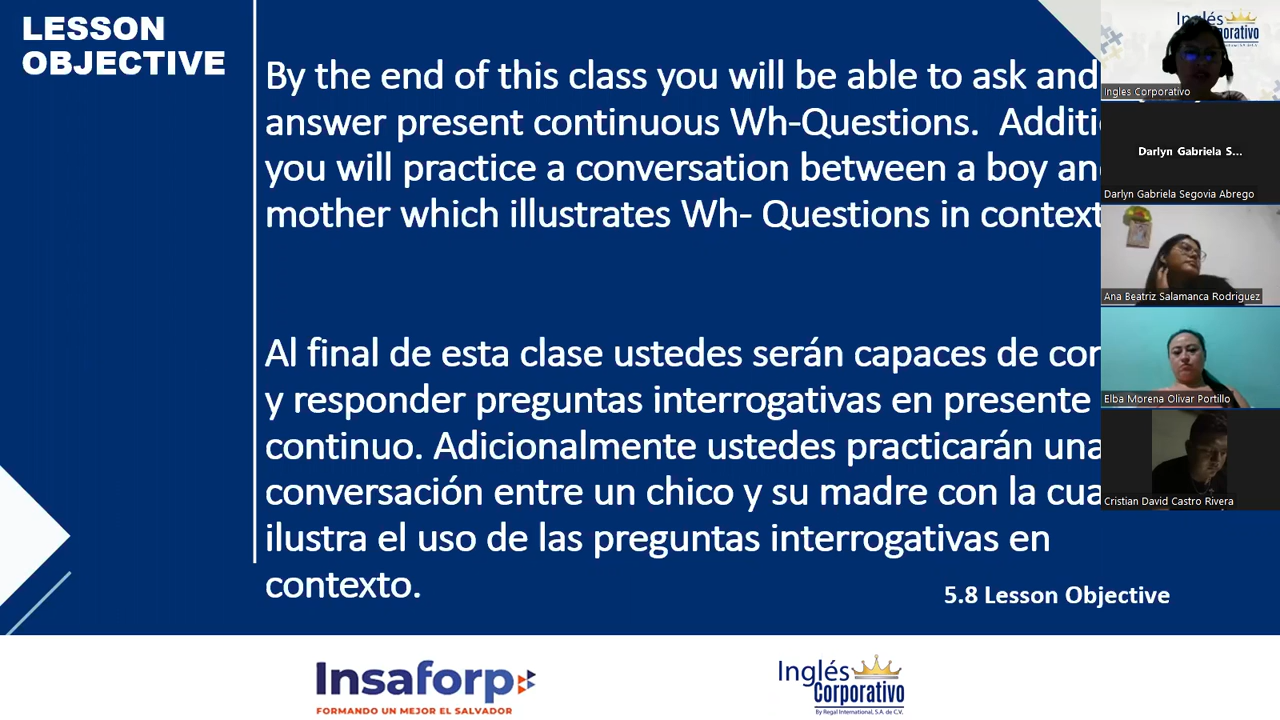 LESSON
OBJECTIVE
By the end of this class you will be able to ask and
answer present continuous Wh-Questions. Additi
you will practice a conversation between a boy an
mother which illustrates Wh- Questions in context
Al final de esta clase ustedes serán capaces de con
y responder preguntas interrogativas en presente
continuo. Adicionalmente ustedes practicarán una
conversación entre un chico y su madre con la cua
ilustra el uso de las preguntas interrogativas en
contexto.
5.8 Lesson Objective
Insaforp
FORMANDO UN MEJOR EL SALVADOR
Inglés
Corporativo
By Regal International, S.A. de C.V.
Inglés
rporativo
Ingles Corporativo
Darlyn Gabriela S...
Darlyn Gabriela Segovia Abrego
Ana Beatriz Salamanca Rodriguez
Elba Morena Olivar Portillo
Cristian David Castro Rivera